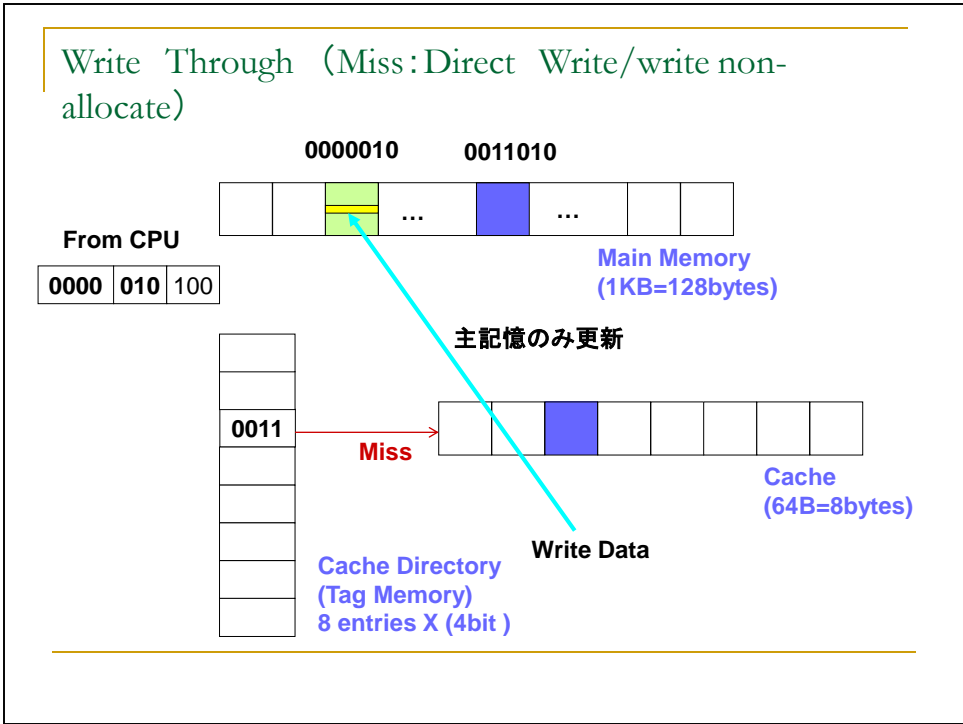 Write Through （Miss：Direct Write/write non-
allocate）
0000010 0011010
… …
From CPU
0000 010 100
Main Memory
(1KB=128bytes)
主記憶のみ更新
0011
Miss
Cache
(64B=8bytes)
Write Data
Cache Directory
(Tag Memory)
8 entries X (4bit )